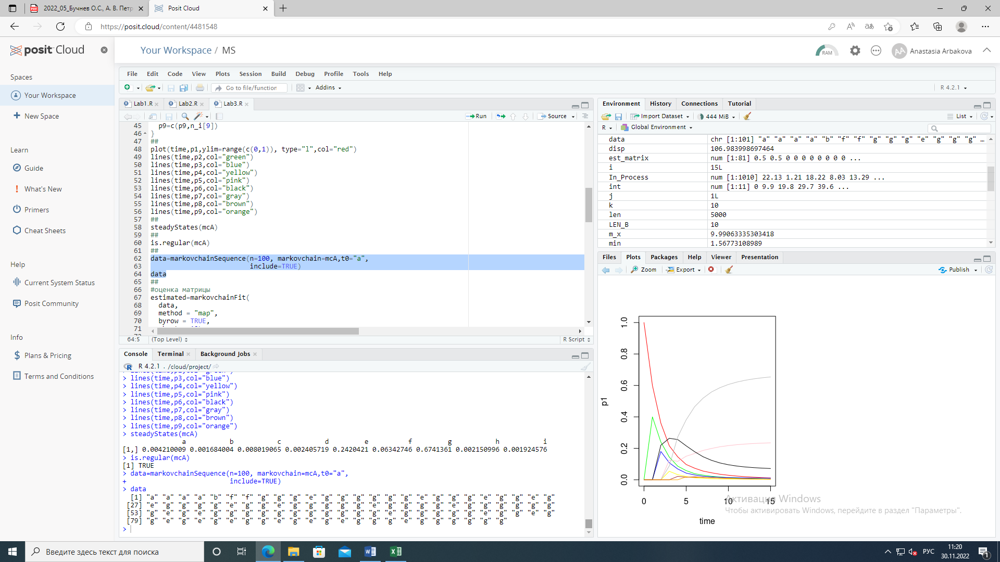 2022_05_Бучнев О.С., А. В. Петр
Posit Cloud
https://posit.cloud/content/4481548
posit Cloud
Your Workspace / MS
RAM
AA
Anastasia Arbakova
Spaces
Your Workspace
New Space
Learn
Guide
What's New
Primers
Cheat Sheets
Help
Current System Status
Posit Community
Info
Plans & Pricing
Terms and Conditions
File Edit Code View Plots Session Build Debug Profile Tools Help
Go to file/function
Addins
R 4.2.1
Lab1.R
Lab2.R
Lab3.R
Run
Source
45 p9=c(p9,n_i[9])
46 }
47 ##
48 plot(time,p1,ylim=range(c(0,1)), type="l",col="red")
49 lines(time,p2,col="green")
50 lines(time,p3,col="blue")
51 lines(time,p4,col="yellow")
52 lines(time,p5,col="pink")
53 lines(time,p6,col="black")
54 lines(time,p7,col="gray")
55 lines(time,p8,col="brown")
56 lines(time,p9,col="orange")
57 ##
58 steadyStates(mcA)
59 ##
60 is.regular(mcA)
61 ##
62 data=markovchainSequence(n=100, markovchain=mcA,t0="a",
63 include=TRUE)
64 data
65 ##
66 #оценка матрицы
67 estimated=markovchainFit(
68 data,
69 method = "map",
70 byrow = TRUE,
71
64:5 (Top Level) R Script
Console Terminal Background Jobs
R 4.2.1 . /cloud/project/
> lines(time,p3,col="blue")
> lines(time,p4,col="yellow")
> lines(time,p5,col="pink")
> lines(time,p6,col="black")
> lines(time,p7,col="gray")
> lines(time,p8,col="brown")
> lines(time,p9,col="orange")
> steadyStates(mcA)
a b c d e f g h i
[1,] 0.004210009 0.001684004 0.008019065 0.002405719 0.2420421 0.06342746 0.6741361 0.002150996 0.001924576
> is.regular(mcA)
[1] TRUE
> data=markovchainSequence(n=100, markovchain=mcA,t0="a",
+ include=TRUE)
> data
[1] "a" "a" "a" "a" "b" "f" "f" "g" "g" "g" "e" "g" "g" "g" "g" "g" "g" "e" "g" "g" "g" "e" "g" "g" "e" "g"
[27] "e" "g" "g" "g" "g" "e" "g" "g" "e" "g" "g" "g" "g" "g" "e" "g" "g" "g" "g" "e" "g" "g" "g" "g" "g" "g"
[53] "g" "e" "g" "e" "g" "e" "g" "g" "g" "g" "g" "g" "g" "e" "g" "g" "g" "g" "g" "e" "g" "g" "e" "g"
[79] "g" "e" "g" "e" "g" "e" "g" "g" "e" "g" "e" "g" "e" "g" "g" "g" "e" "g" "g" "g" "g" "g" "g"
>
Environment History Connections Tutorial
Import Dataset
444 MiB
List
R Global Environment
data chr [1:101] "a" "a" "a" "a" "b" "f" "f" "g" "g" "g" "e" "g" "g" "g" …
disp 106.983998697464
est_matrix num [1:81] 0.5 0.5 0 0 0 0 0 0 0 0 ...
i 15L
In_Process num [1:1010] 22.13 1.21 18.22 8.03 13.29 ...
int num [1:11] 0 9.9 19.8 29.7 39.6 ...
j 1L
k 10
len 5000
LEN_B 10
m_x 9.99063335303418
min 1.56773108989
Files Plots Packages Help Viewer Presentation
Zoom Export Publish
1.0
0.8
0.6
0.4
0.2
0.0
p1
0 5 10 15
time
Активация Windows
Чтобы активировать Windows, перейдите в раздел "Параметры".
Введите здесь текст для поиска
РУС
11:20
30.11.2022
1